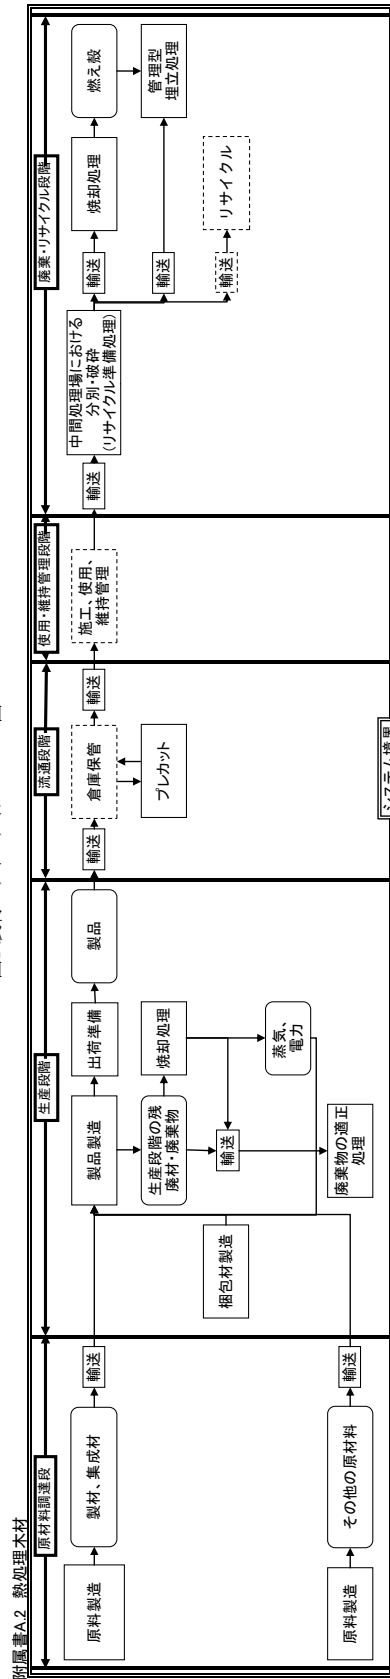 附属書A.2 熱処理木材
原材料調達段
生産段階
流通段階
使用・維持管理段階
廃棄・リサイクル段階
原料製造
製材、集成材
輸送
製品製造
出荷準備
製品
輸送
倉庫保管
輸送
施工、使用、
維持管理
輸送
中間処理場における
分別・破砕
(リサイクル準備処理)
輸送
焼却処理
燃え殻
輸送
管理型
埋立処理
輸送
リサイクル
プレカット
生産段階の残
廃材・廃棄物
焼却処理
輸送
蒸気、
電力
梱包材製造
廃棄物の適正
処理
原料製造
その他の原材料
輸送
システム境界